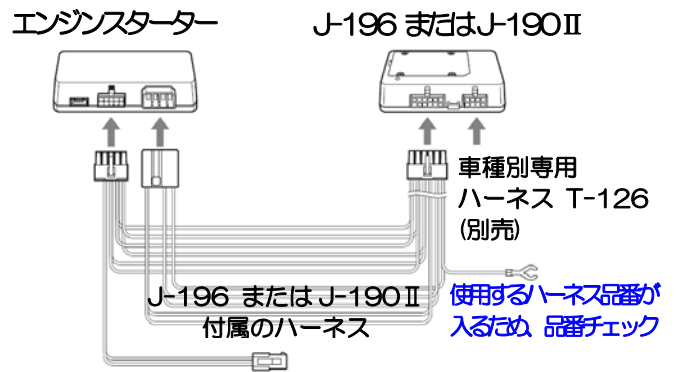 エンジンスターター
J-196 またはJ-190Ⅱ
車種別専用
ハーネス T-126
(別売)
J-196 またはJ-190Ⅱ
付属のハーネス
使用するハーネス品番が
入るため、品番チェック